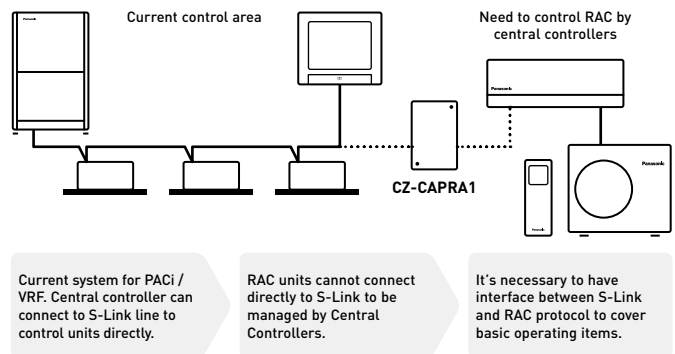 Current control area
Need to control RAC by
central controllers
Panasonic
Panasonic
Panasonic
CZ-CAPRA1
Panasonic
Current system for PACi /
VRF. Central controller can
connect to S-Link line to
control units directly.
RAC units cannot connect
directly to S-Link to be
managed by Central
Controllers.
It's necessary to have
interface between S-Link
and RAC protocol to cover
basic operating items.